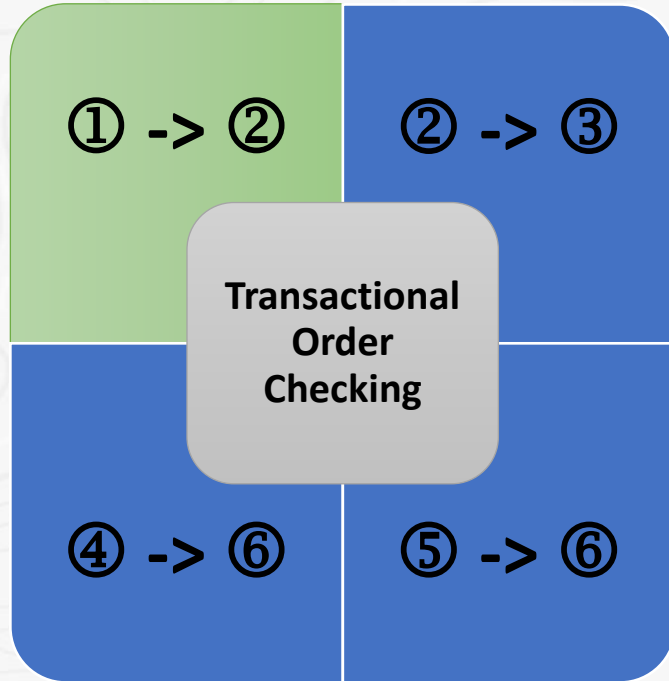 ① -> ②
② -> ③
Transactional
Order
Checking
④ -> ⑥
⑤ -> ⑥